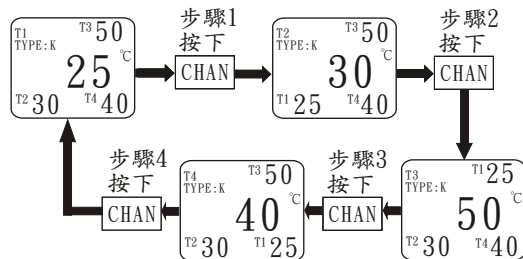 T1
TYPE:K
T3 50
25 ℃
T2 30
T4 40
步驟1
按下
CHAN
T2
TYPE:K
T3 50
30 ℃
T1 25
T4 40
步驟2
按下
CHAN
T3
TYPE:K
T1 25
50 ℃
T2 30
T4 40
步驟3
按下
CHAN
T4
TYPE:K
T3 50
40 ℃
T2 30
T1 25
步驟4
按下
CHAN